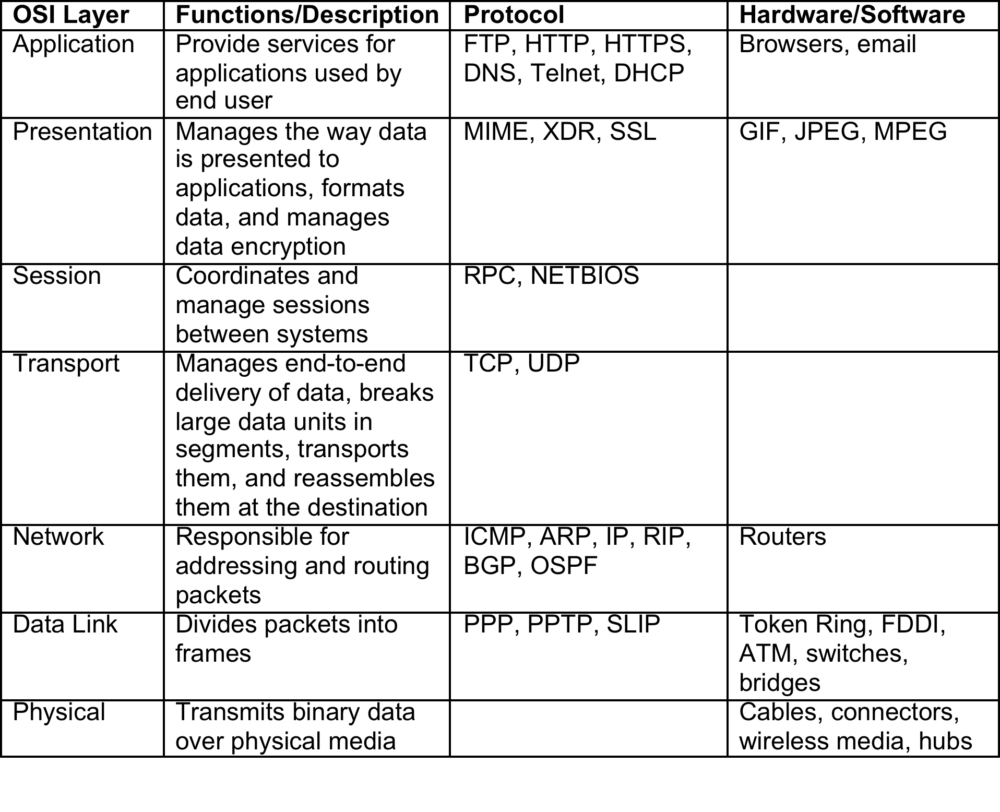 OSI Layer Functions/Description Protocol Hardware/Software
Application
Provide services for
applications used by
end user
FTP, HTTP, HTTPS,
DNS, Telnet, DHCP
Browsers, email
Presentation
Manages the way data
is presented to
applications, formats
data, and manages
data encryption
MIME, XDR, SSL
GIF, JPEG, MPEG
Session
Coordinates and
manage sessions
between systems
RPC, NETBIOS
Transport
Manages end-to-end
delivery of data, breaks
large data units in
segments, transports
them, and reassembles
them at the destination
TCP, UDP
Network
Responsible for
addressing and routing
packets
ICMP, ARP, IP, RIP,
BGP, OSPF
Routers
Data Link
Divides packets into
frames
PPP, PPTP, SLIP
Token Ring, FDDI,
ATM, switches,
bridges
Physical
Transmits binary data
over physical media
Cables, connectors,
wireless media, hubs